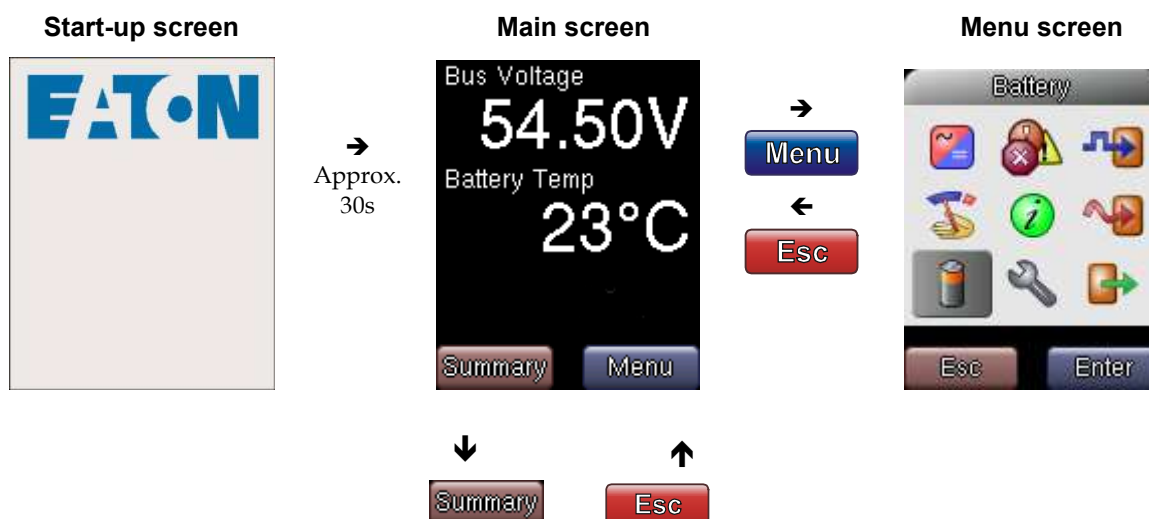 Start-up screen
Main screen
Menu screen
EATON
Bus Voltage
54.50V
Battery Temp
23°C
Summary Menu
➔
Approx.
30s
➔
Menu
←
Esc
Battery
Esc Enter
↓ ↑
Summary Esc